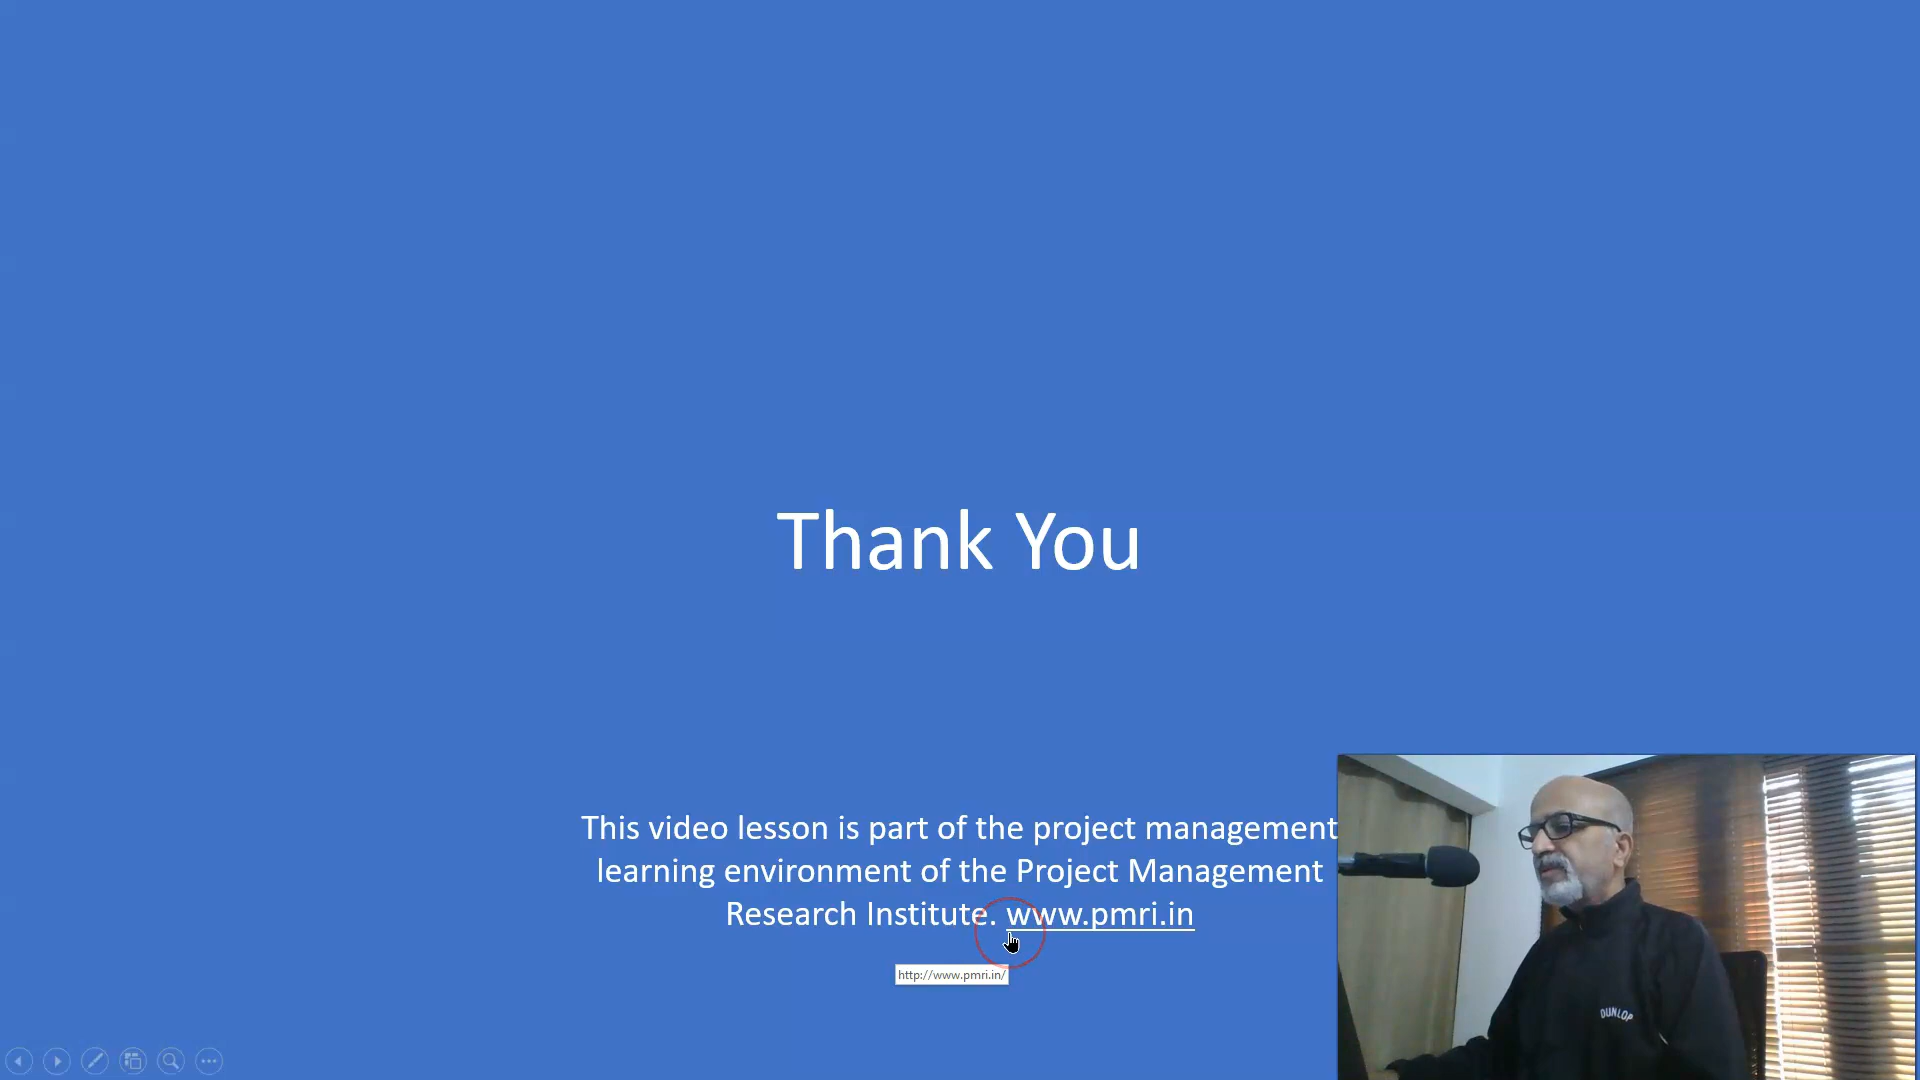 Thank You
This video lesson is part of the project management
learning environment of the Project Management
Research Institute. www.pmri.in
http://www.pmri.in/
DUNLOP